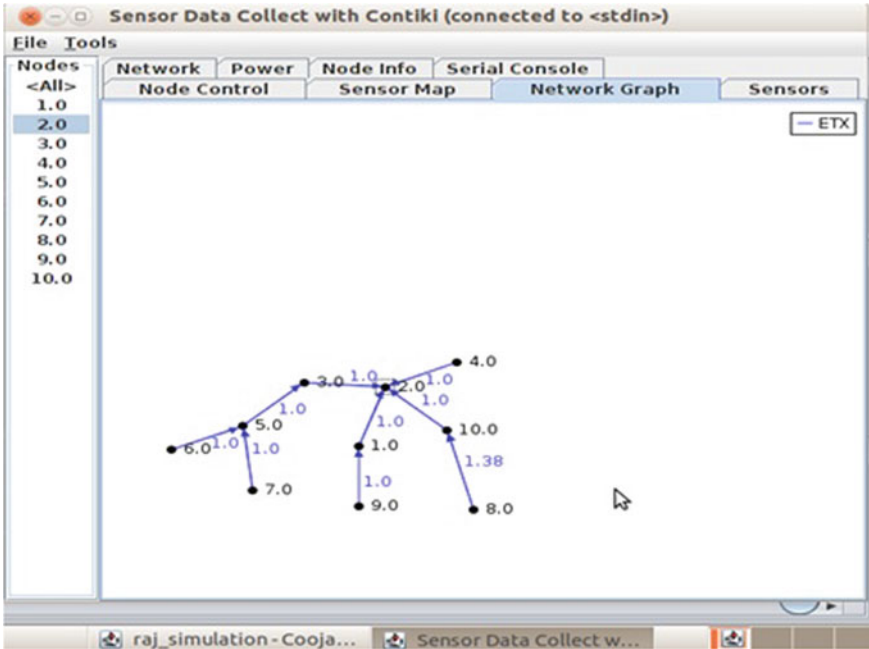 Sensor Data Collect with Contiki (connected to <stdin>)
File Tools
Nodes
<All>
1.0
2.0
3.0
4.0
5.0
6.0
7.0
8.0
9.0
10.0
Network Power Node Info Serial Console
Node Control Sensor Map Network Graph Sensors
ETX
4.0
3.0 1.0 2.0 1.0
1.0
1.0
5.0 1.0 10.0
6.0 1.0 1.0 1.0
1.38
7.0 1.0
9.0 8.0
raj_simulation - Cooja... Sensor Data Collect w...